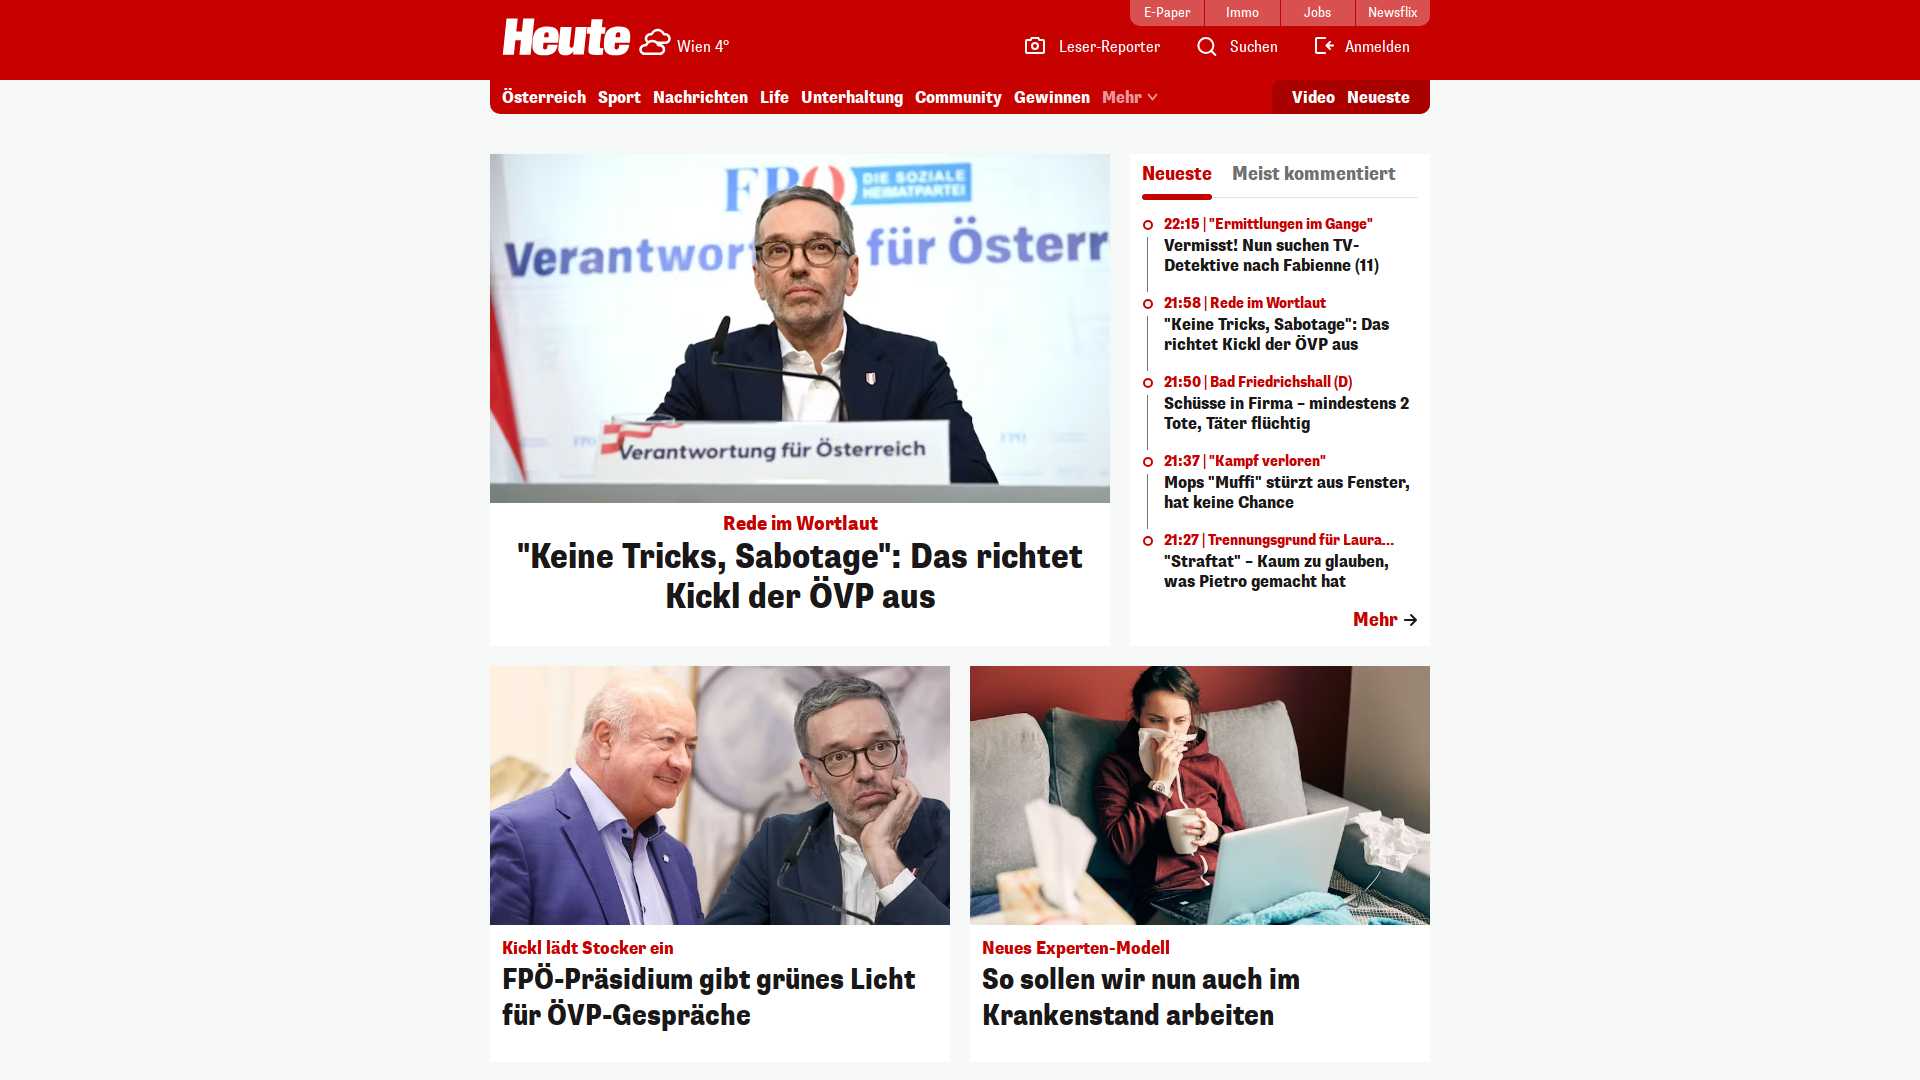 E-Paper
Immo
Jobs
Newsflix
Heute
Wien 4°
Leser-Reporter
Suchen
Anmelden
Österreich
Sport
Nachrichten
Life
Unterhaltung
Community
Gewinnen
Mehr
Video
Neueste
FPÖ DIE SOZIALE
HEIMATPARTEI
Verantwor für Österr
FPÖ
FPÖ
Verantwortung für Österreich
Rede im Wortlaut
"Keine Tricks, Sabotage": Das richtet
Kickl der ÖVP aus
Neueste
Meist kommentiert
22:15 | "Ermittlungen im Gange"
Vermisst! Nun suchen TV-
Detektive nach Fabienne (11)
21:58 | Rede im Wortlaut
"Keine Tricks, Sabotage": Das
richtet Kickl der ÖVP aus
21:50 | Bad Friedrichshall (D)
Schüsse in Firma – mindestens 2
Tote, Täter flüchtig
21:37 | "Kampf verloren"
Mops "Muffi" stürzt aus Fenster,
hat keine Chance
21:27 | Trennungsgrund für Laura...
"Straftat" – Kaum zu glauben,
was Pietro gemacht hat
Mehr
Kickl lädt Stocker ein
FPÖ-Präsidium gibt grünes Licht
für ÖVP-Gespräche
Neues Experten-Modell
So sollen wir nun auch im
Krankenstand arbeiten